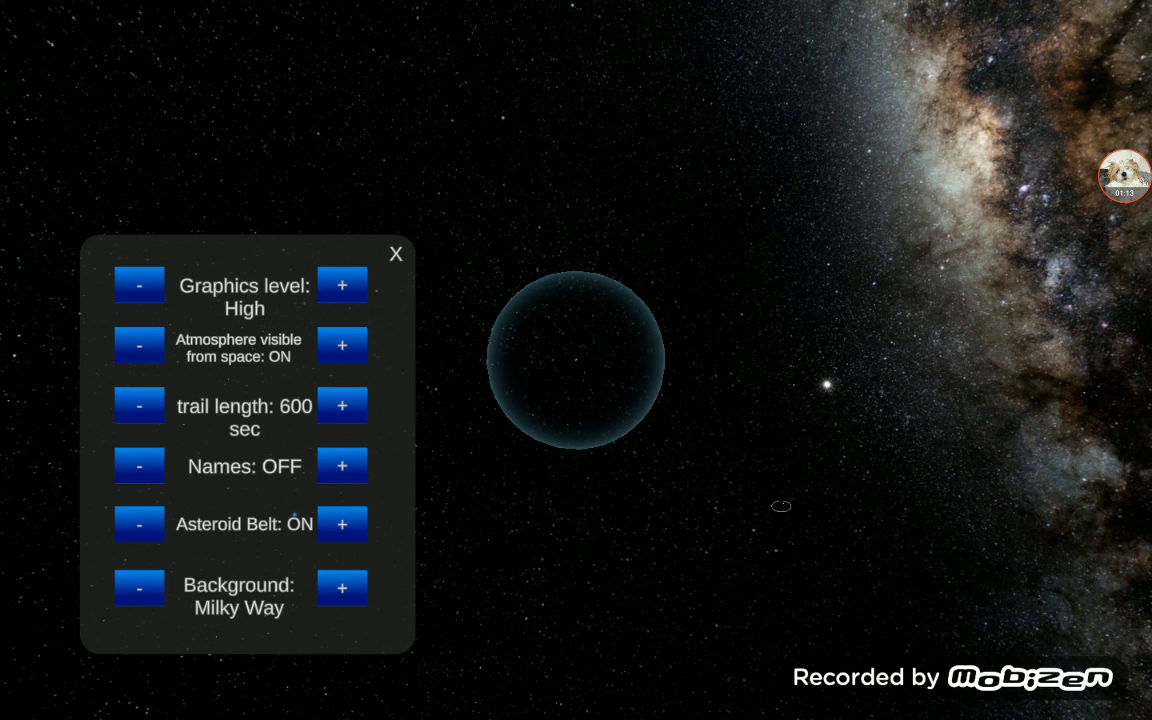 X
- Graphics level: +
High
- Atmosphere visible +
from space: ON
- trail length: 600 +
sec
- Names: OFF +
- Asteroid Belt: ON +
- Background: +
Milky Way
01:13
Recorded by Mobizen